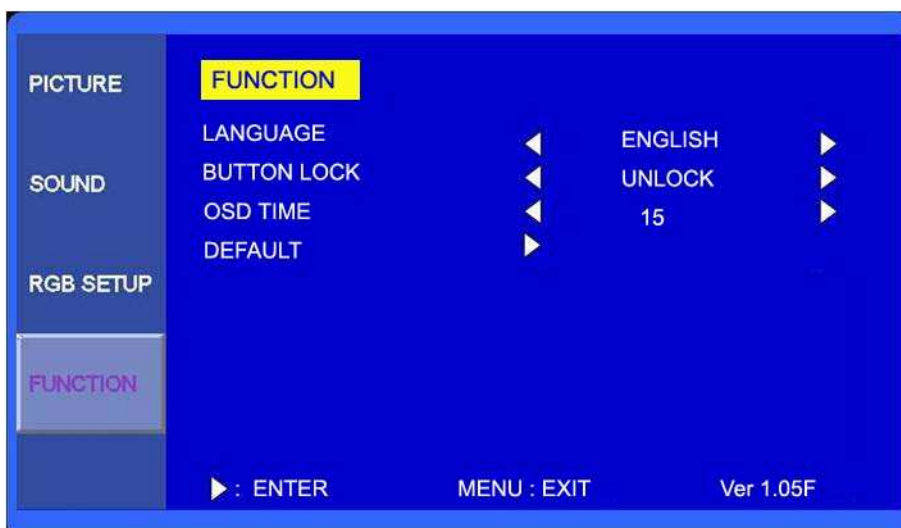 PICTURE
SOUND
RGB SETUP
FUNCTION
FUNCTION
LANGUAGE ENGLISH
BUTTON LOCK UNLOCK
OSD TIME 15
DEFAULT
: ENTER MENU : EXIT Ver 1.05F